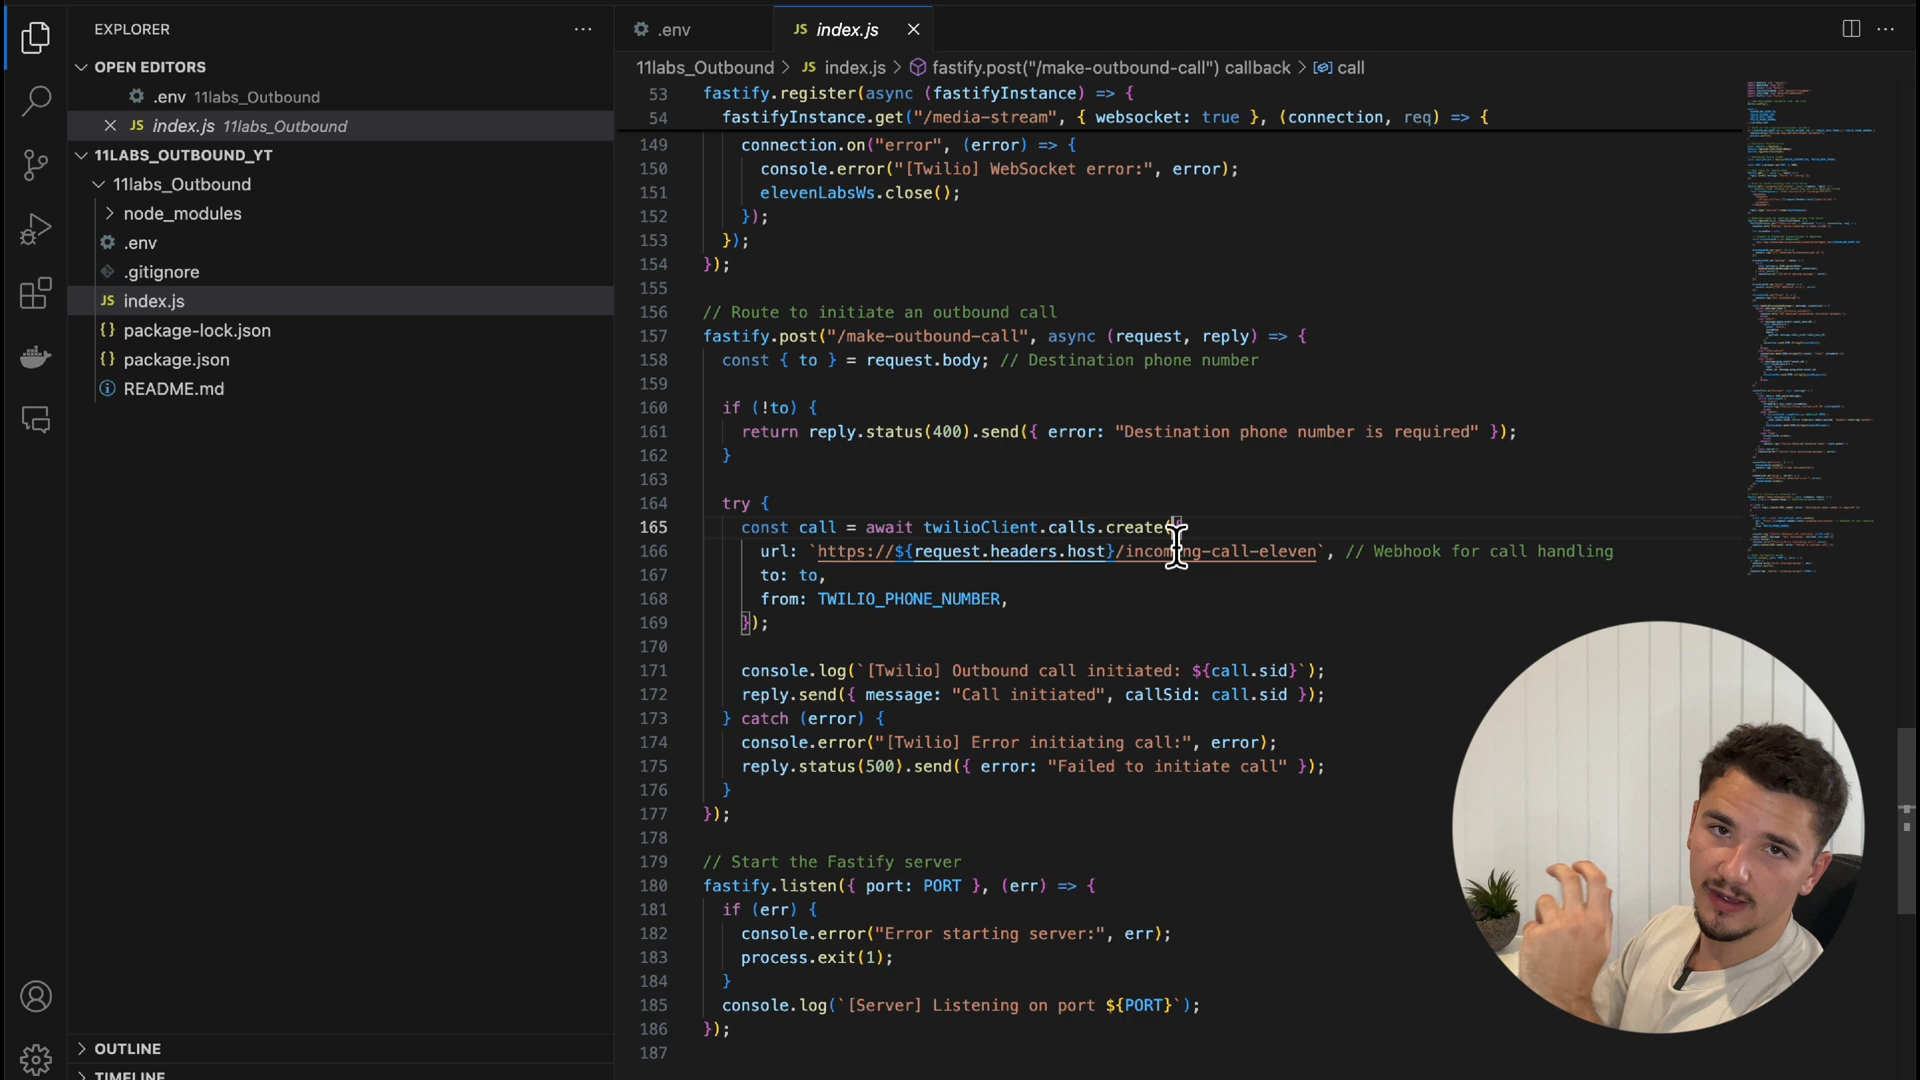 EXPLORER
OPEN EDITORS
.env 11labs_Outbound
JS index.js 11labs_Outbound
11LABS_OUTBOUND_YT
11labs_Outbound
node_modules
.env
.gitignore
JS index.js
{} package-lock.json
{} package.json
README.md
OUTLINE
TIMELINE
.env
JS index.js
11labs_Outbound > JS index.js > fastify.post("/make-outbound-call") callback > call
53 fastify.register(async (fastifyInstance) => {
54 fastifyInstance.get("/media-stream", { websocket: true }, (connection, req) => {
149 connection.on("error", (error) => {
150 console.error("[Twilio] WebSocket error:", error);
151 elevenLabsWs.close();
152 });
153 });
154 });
155
156 // Route to initiate an outbound call
157 fastify.post("/make-outbound-call", async (request, reply) => {
158 const { to } = request.body; // Destination phone number
159
160 if (!to) {
161 return reply.status(400).send({ error: "Destination phone number is required" });
162 }
163
164 try {
165 const call = await twilioClient.calls.create({
166 url: `https://${request.headers.host}/incoming-call-eleven`, // Webhook for call handling
167 to: to,
168 from: TWILIO_PHONE_NUMBER,
169 });
170
171 console.log(`[Twilio] Outbound call initiated: ${call.sid}`);
172 reply.send({ message: "Call initiated", callSid: call.sid });
173 } catch (error) {
174 console.error("[Twilio] Error initiating call:", error);
175 reply.status(500).send({ error: "Failed to initiate call" });
176 }
177 });
178
179 // Start the Fastify server
180 fastify.listen({ port: PORT }, (err) => {
181 if (err) {
182 console.error("Error starting server:", err);
183 process.exit(1);
184 }
185 console.log(`[Server] Listening on port ${PORT}`);
186 });
187